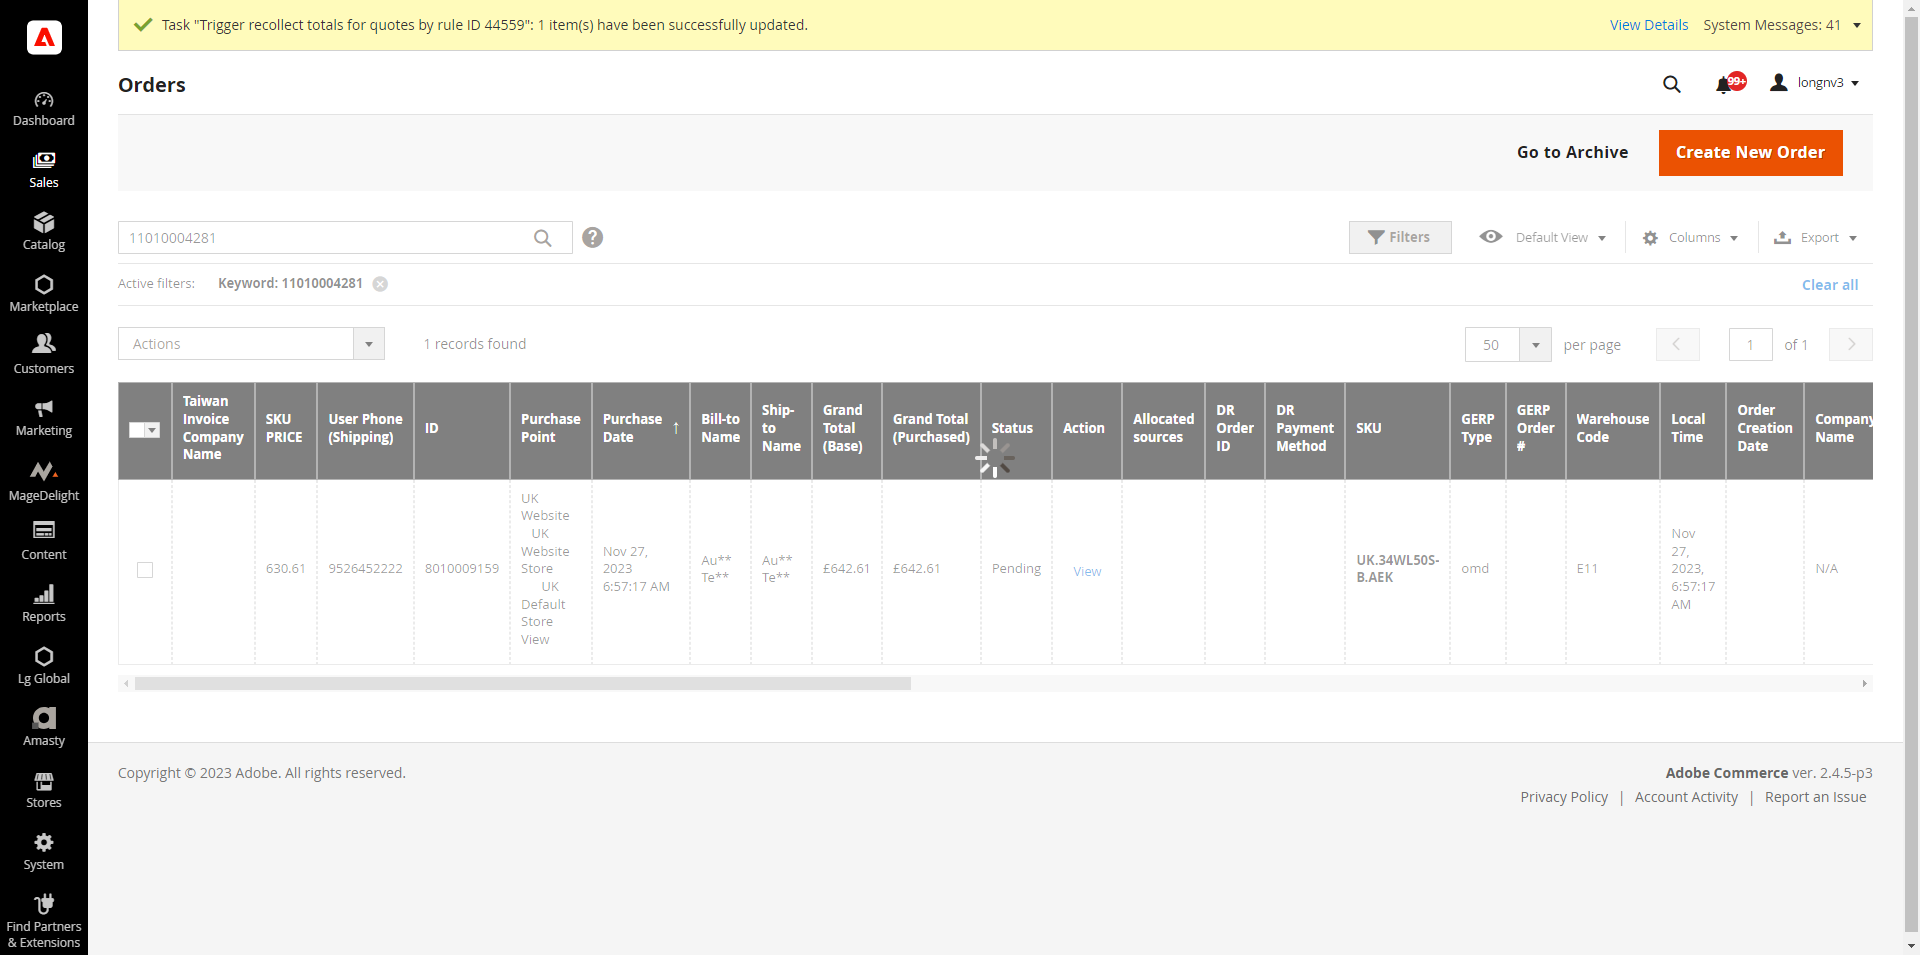 Task "Trigger recollect totals for quotes by rule ID 44559": 1 item(s) have been successfully updated.
View Details
System Messages: 41
Orders
99+
longnv3
Go to Archive
Create New Order
11010004281
?
Filters
Default View
Columns
Export
Active filters:
Keyword: 11010004281
Clear all
Actions
1 records found
50
per page
1
of 1
Taiwan
Invoice
Company
Name
SKU
PRICE
User Phone
(Shipping)
ID
Purchase
Point
Purchase
Date
Bill-to
Name
Ship-
to
Name
Grand
Total
(Base)
Grand Total
(Purchased)
Status
Action
Allocated
sources
DR
Order
ID
DR
Payment
Method
SKU
GERP
Type
GERP
Order
#
Warehouse
Code
Local
Time
Order
Creation
Date
Company
Name
630.61
9526452222
8010009159
UK
Website
UK
Website
Store
UK
Default
Store
View
Nov 27,
2023
6:57:17 AM
Au**
Te**
Au**
Te**
£642.61
£642.61
Pending
View
UK.34WL50S-
B.AEK
omd
E11
Nov
27,
2023,
6:57:17
AM
N/A
Dashboard
Sales
Catalog
Marketplace
Customers
Marketing
MageDelight
Content
Reports
Lg Global
Amasty
Stores
System
Find Partners
& Extensions
Copyright © 2023 Adobe. All rights reserved.
Adobe Commerce ver. 2.4.5-p3
Privacy Policy | Account Activity | Report an Issue